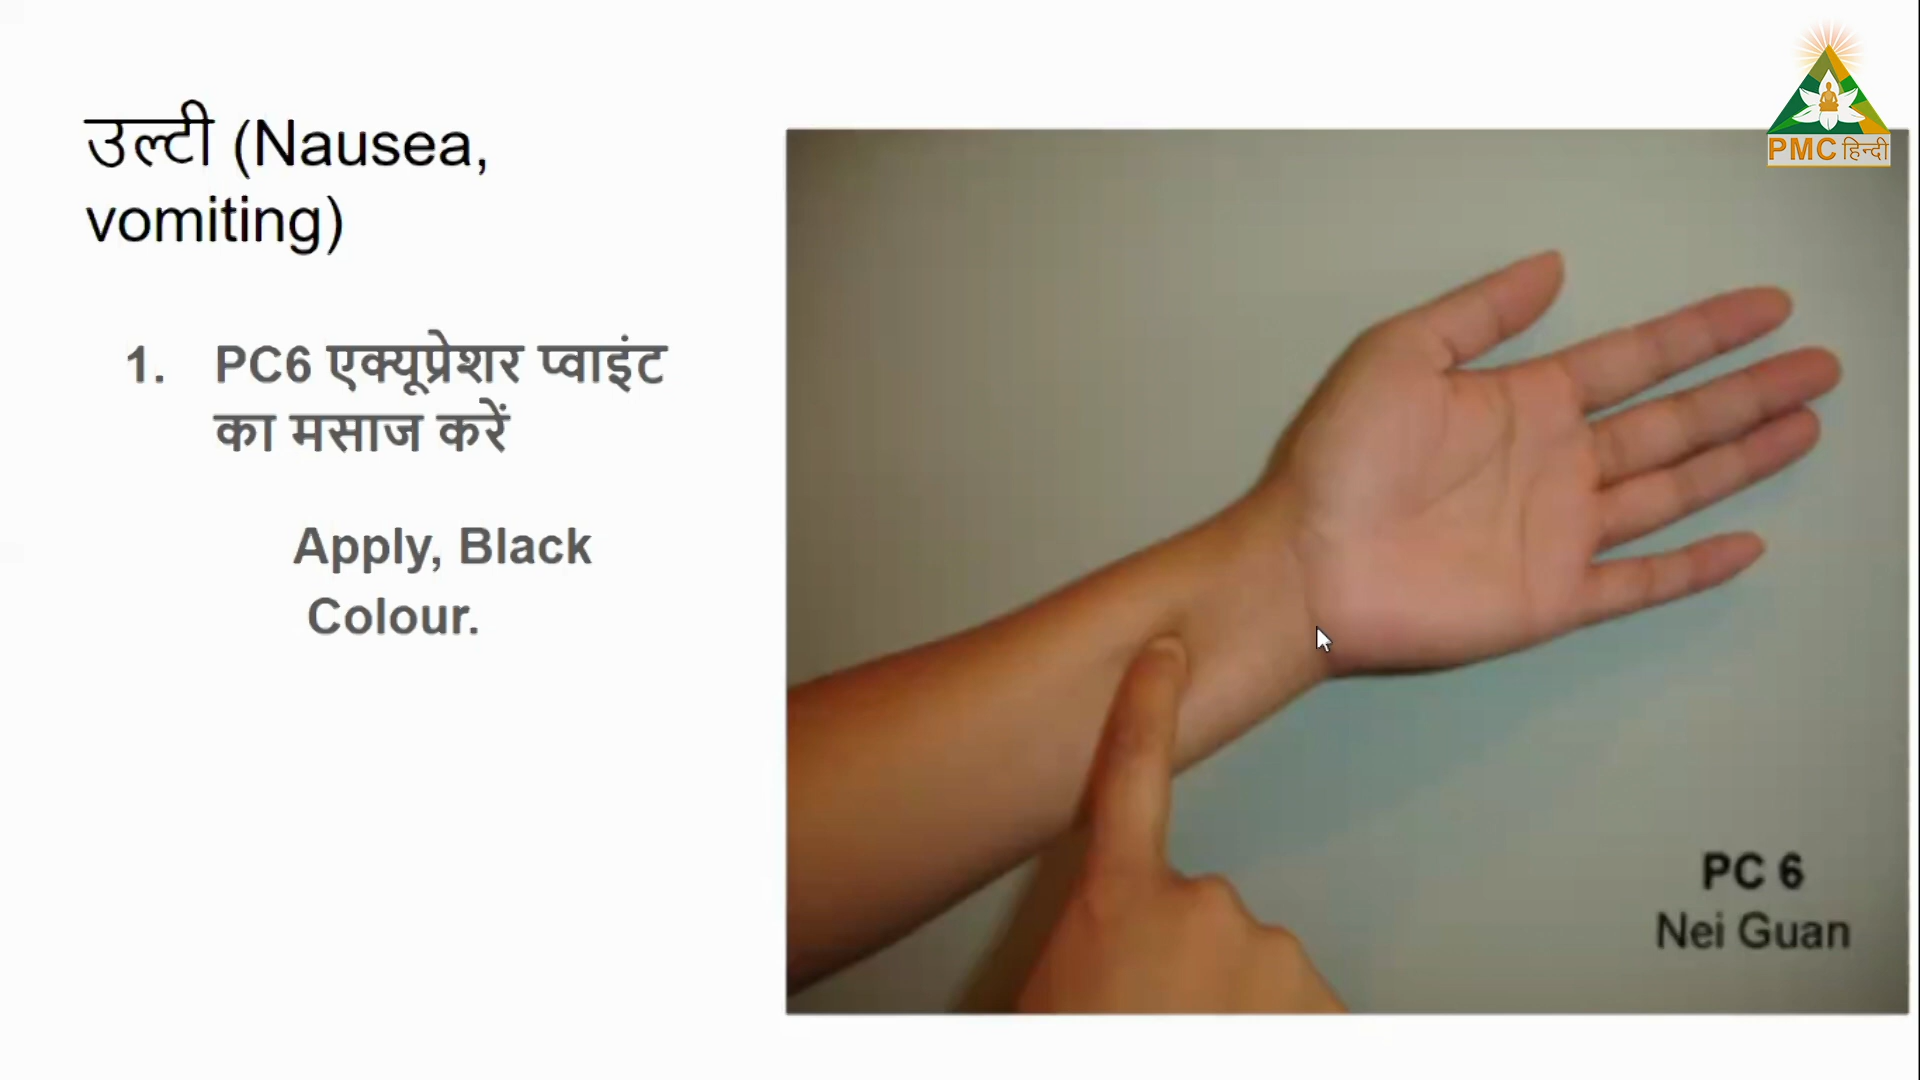 उल्टी (Nausea,
vomiting)
1. PC6 एक्यूप्रेशर प्वाइंट
का मसाज करें
Apply, Black
Colour.
PMC हिन्दी
PC 6
Nei Guan